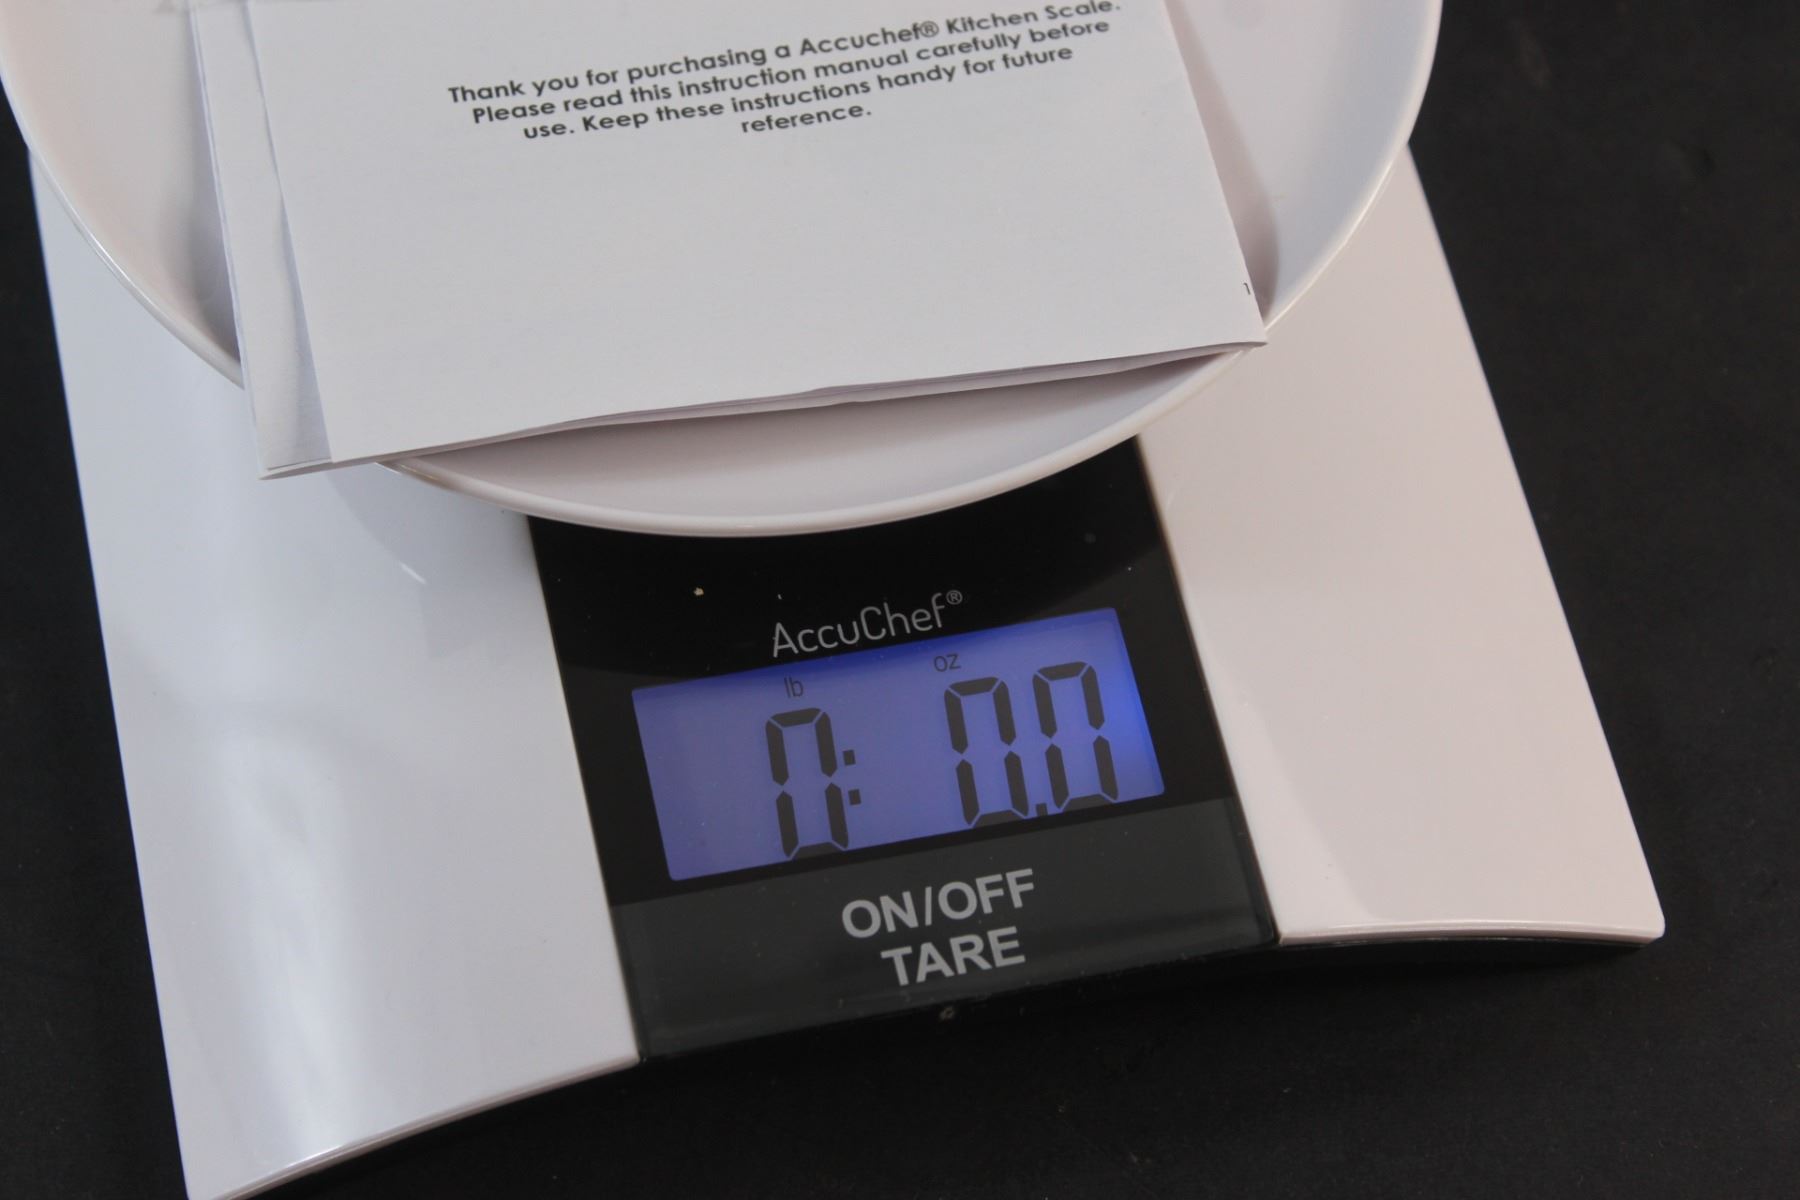 Thank you for purchasing a Accuchef® Kitchen Scale.
Please read this instruction manual carefully before
use. Keep these instructions handy for future
reference.
1
AccuChef®
lb oz
0: 0.0
ON/OFF
TARE